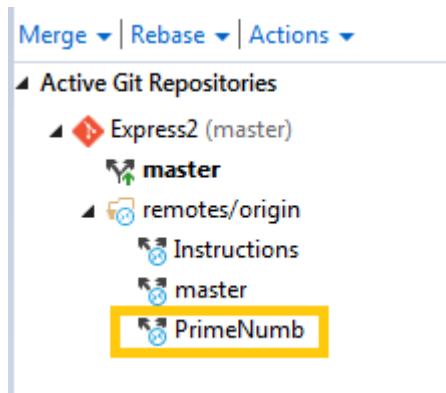 Merge | Rebase | Actions
Active Git Repositories
Express2 (master)
master
remotes/origin
Instructions
master
PrimeNumb